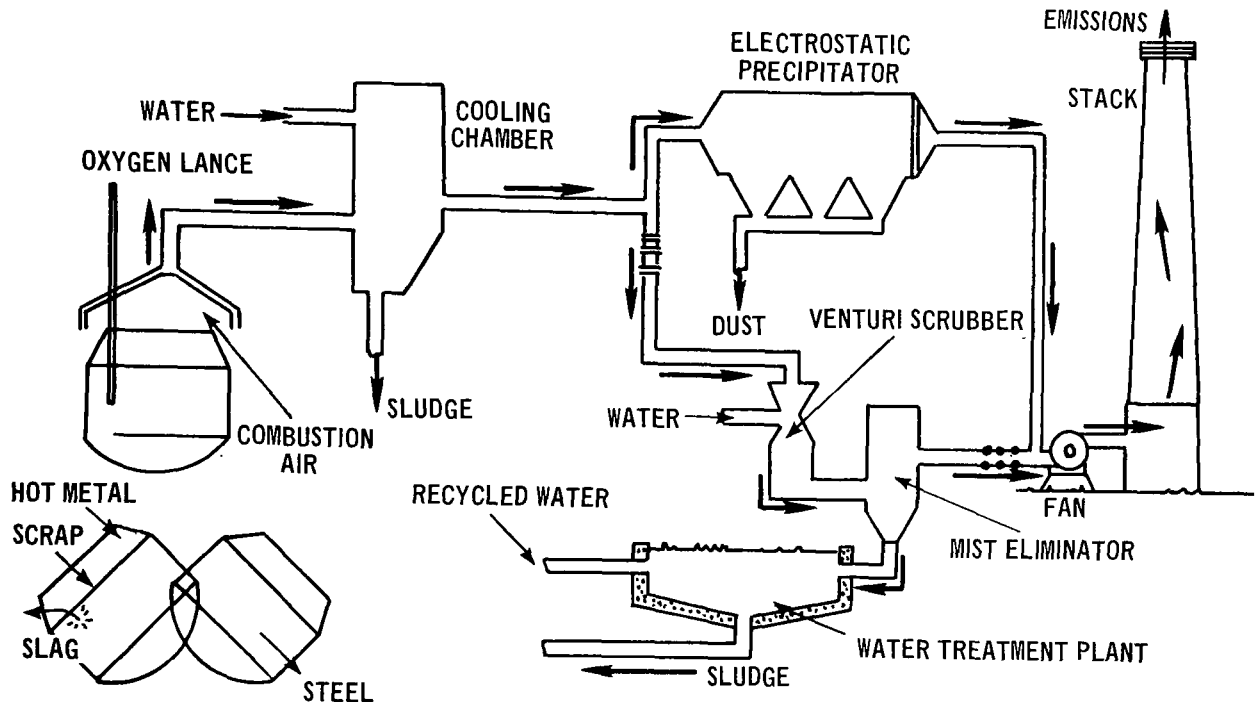 EMISSIONS
ELECTROSTATIC
PRECIPITATOR
STACK
WATER
COOLING
CHAMBER
OXYGEN LANCE
DUST
VENTURI SCRUBBER
SLUDGE
WATER
COMBUSTION
AIR
HOT METAL
RECYCLED WATER
FAN
SCRAP
MIST ELIMINATOR
SLAG
WATER TREATMENT PLANT
SLUDGE
STEEL